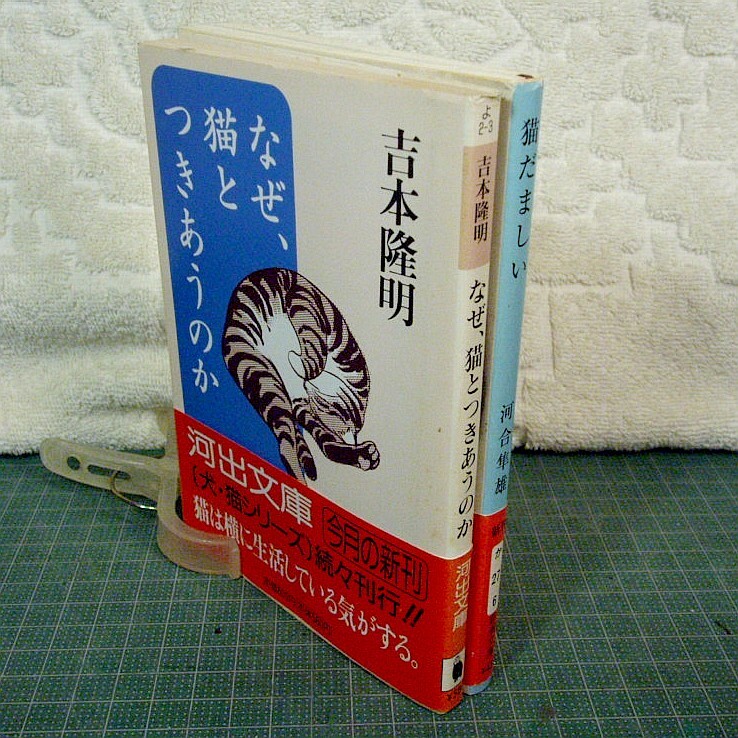 なぜ、
猫と
つきあうのか
吉本隆明
河出文庫
今月の新刊
(犬・猫シリーズ)続々刊行!!
猫は横に生活している気がする。
よ
2-3
吉本隆明
なぜ、猫とつきあうのか
河出文庫
猫だましい
河合隼雄
か
27
6